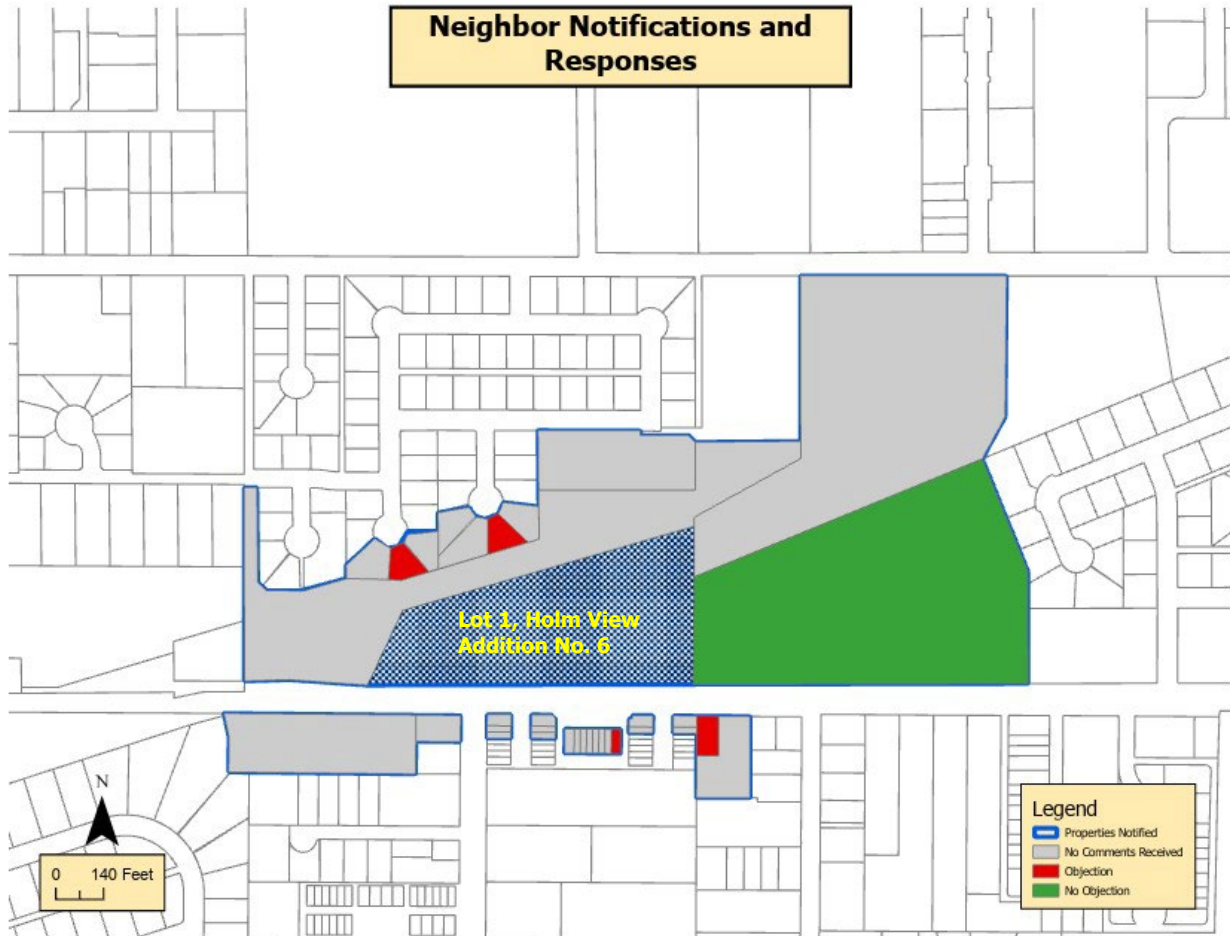 Neighbor Notifications and
Responses
Lot 1, Holm View
Addition No. 6
N
0 140 Feet
Legend
Properties Notified
No Comments Received
Objection
No Objection